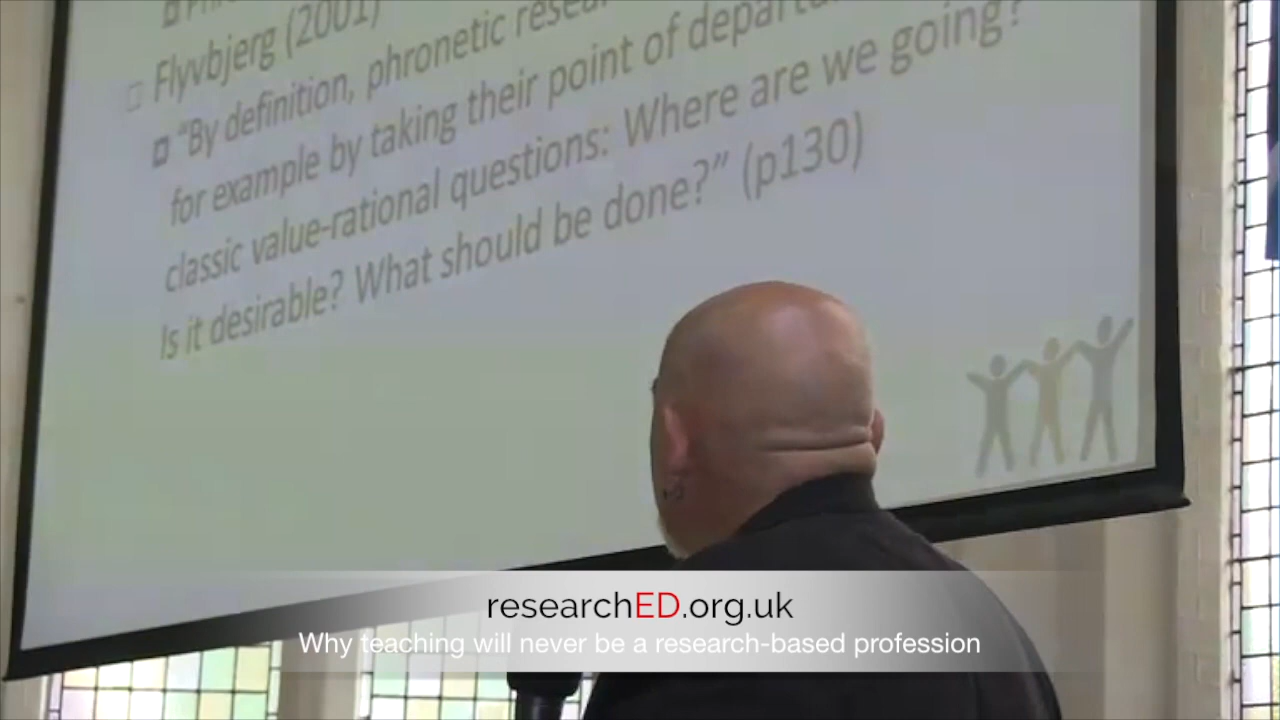 Flyvbjerg (2001)
"By definition, phronetic
for example by taking their point of
classic value-rational questions: Where are we going?
Is it desirable? What should be done?" (p130)
researchED.org.uk
Why teaching will never be a research-based profession